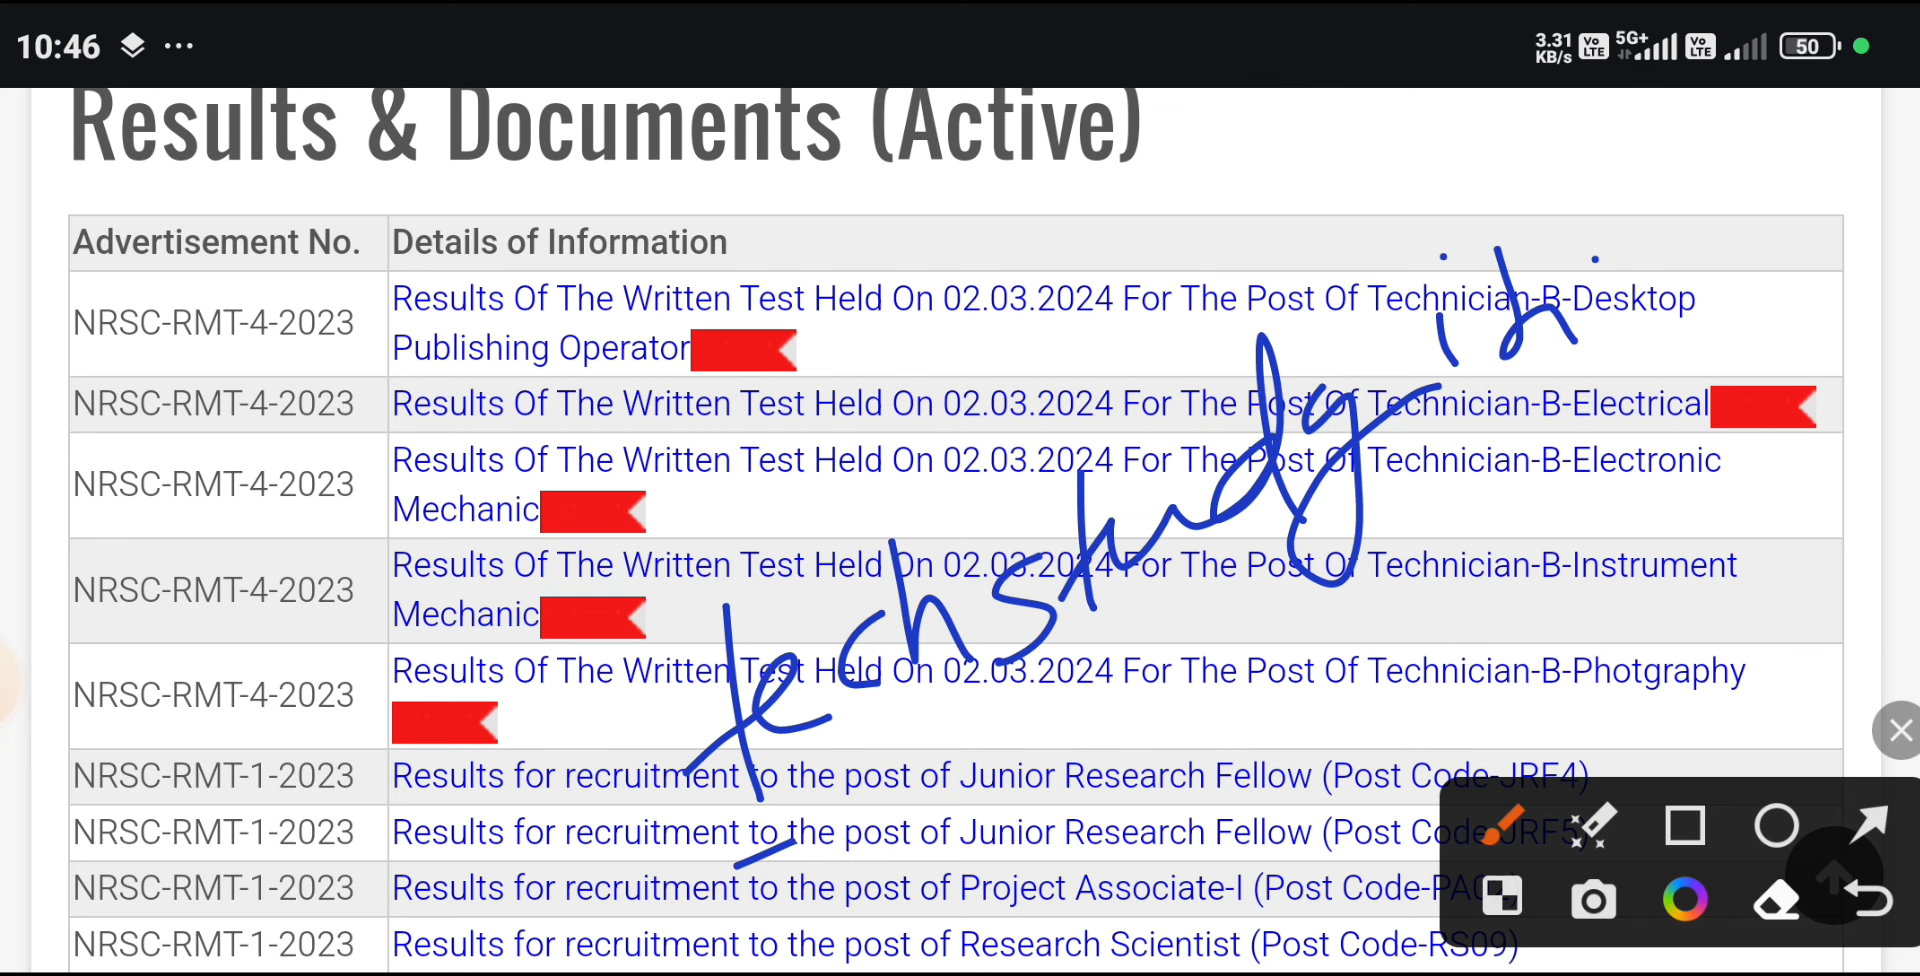 10:46
3.31 KB/s Vo LTE 5G+ Vo LTE 50
Results & Documents (Active)
Advertisement No. Details of Information
NRSC-RMT-4-2023 Results Of The Written Test Held On 02.03.2024 For The Post Of Technician-B-Desktop
Publishing Operator
NRSC-RMT-4-2023 Results Of The Written Test Held On 02.03.2024 For The Post Of Technician-B-Electrical
NRSC-RMT-4-2023 Results Of The Written Test Held On 02.03.2024 For The Post Of Technician-B-Electronic
Mechanic
NRSC-RMT-4-2023 Results Of The Written Test Held On 02.03.2024 For The Post Of Technician-B-Instrument
Mechanic
NRSC-RMT-4-2023 Results Of The Written Test Held On 02.03.2024 For The Post Of Technician-B-Photgraphy
NRSC-RMT-1-2023 Results for recruitment to the post of Junior Research Fellow (Post Code-JRF4)
NRSC-RMT-1-2023 Results for recruitment to the post of Junior Research Fellow (Post Code-JRF5)
NRSC-RMT-1-2023 Results for recruitment to the post of Project Associate-I (Post
NRSC-RMT-1-2023 Results for recruitment to the post of Research Scientist (Post Code-RS09)
techstudy iti